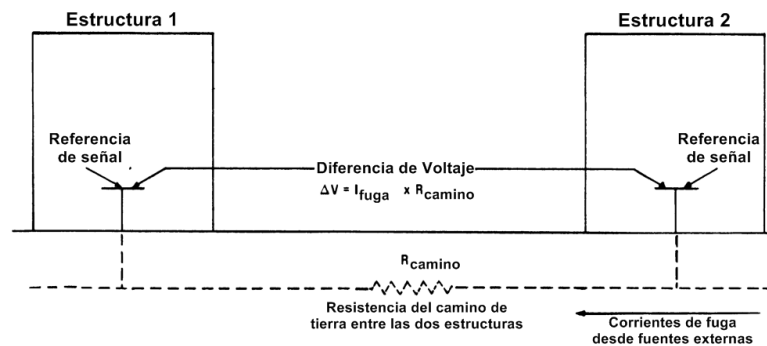 Estructura 1
Estructura 2
Referencia
de señal
Referencia
de señal
Diferencia de Voltaje
ΔV = Ifuga x Rcamino
Rcamino
Resistencia del camino de
tierra entre las dos estructuras
Corrientes de fuga
desde fuentes externas